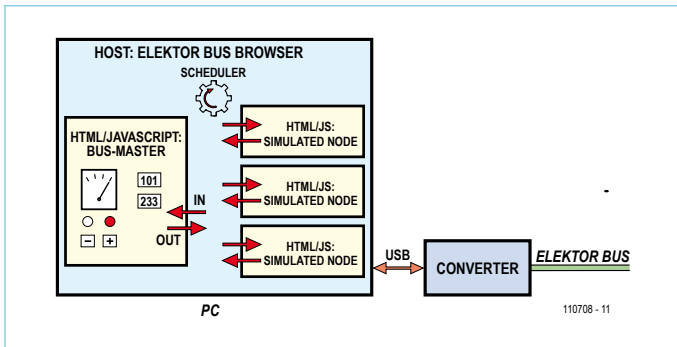 HOST: ELEKTOR BUS BROWSER
SCHEDULER
HTML/JAVASCRIPT:
BUS-MASTER
101
233
IN
OUT
HTML/JS:
SIMULATED NODE
HTML/JS:
SIMULATED NODE
HTML/JS:
SIMULATED NODE
USB
CONVERTER
ELEKTOR BUS
PC
110708 - 11